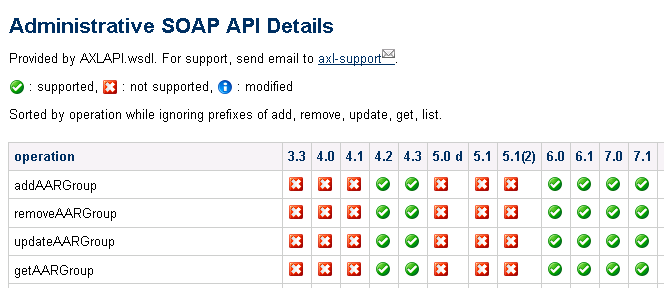 Administrative SOAP API Details
Provided by AXLAPI.wsdl. For support, send email to axl-support.
: supported, : not supported, : modified
Sorted by operation while ignoring prefixes of add, remove, update, get, list.
operation 3.3 4.0 4.1 4.2 4.3 5.0 d 5.1 5.1(2) 6.0 6.1 7.0 7.1
addAARGroup
removeAARGroup
updateAARGroup
getAARGroup